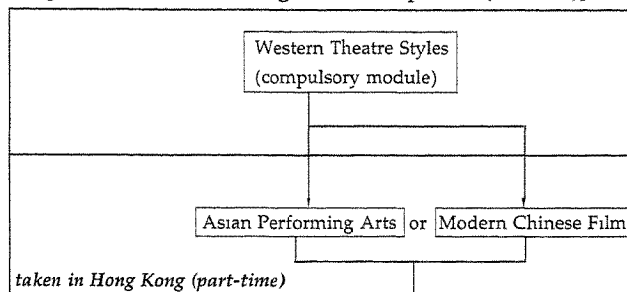 Western Theatre Styles
(compulsory module)
Asian Performing Arts or Modern Chinese Film
taken in Hong Kong (part-time)